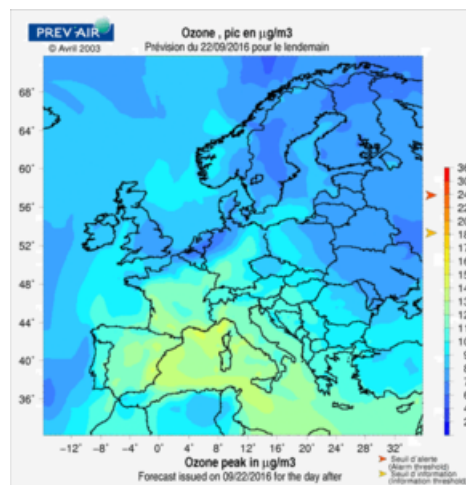 PREV'AIR
© Avril 2003
Ozone , pic en µg/m3
Prévision du 22/09/2016 pour le lendemain
68°
64°
60°
56°
52°
48°
44°
40°
36°
-12° -8° -4° 0° 4° 8° 12° 16° 20° 24° 28° 32°
Ozone peak in µg/m3
Forecast issued on 09/22/2016 for the day after
Seuil d'alerte
(Alarm threshold)
Seuil d'information
(Information threshold)